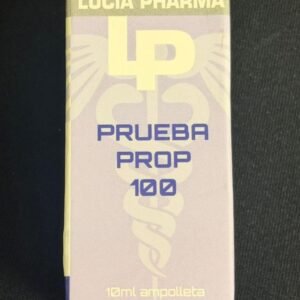 LUCIA PHARMA
LP
PRUEBA
PROP
100
10ml ampolleta